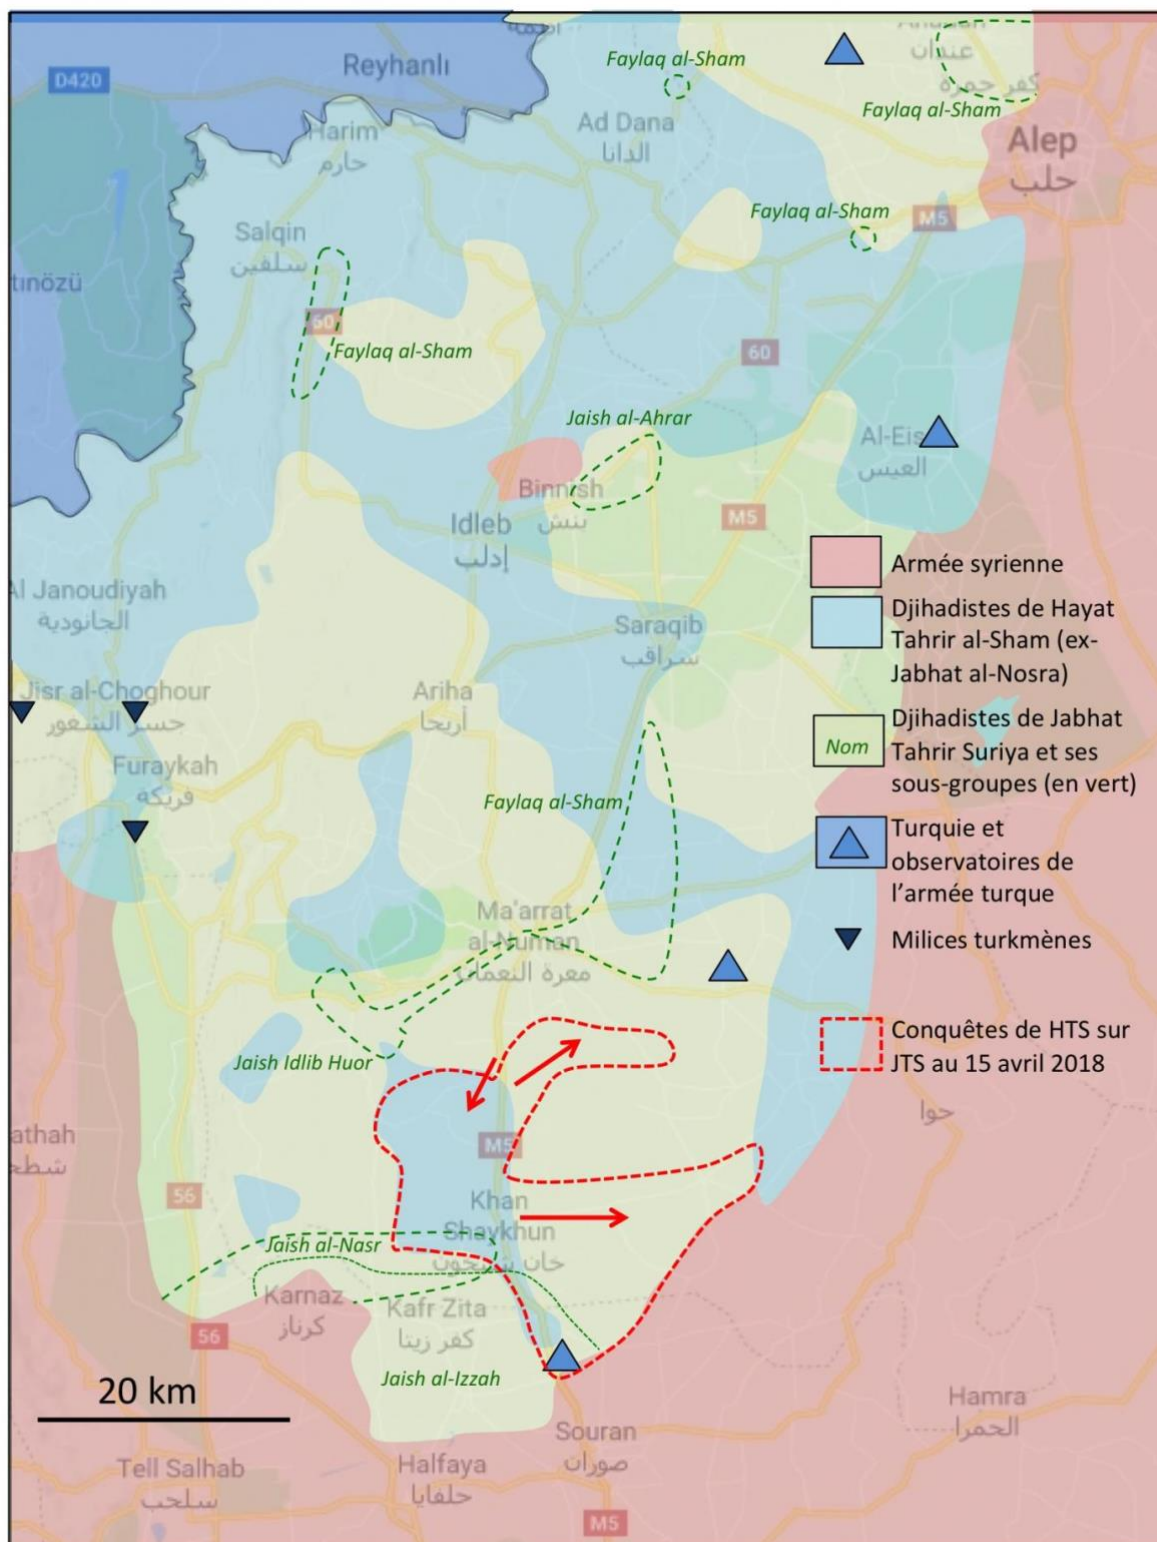 Reyhanlı
D420
Faylaq al-Sham
عندان
كفر حمرة
Faylaq al-Sham
Harim
حارم
Ad Dana
الدانا
Alep
حلب
Faylaq al-Sham
M5
Salqin
سلقين
tınözü
60
Faylaq al-Sham
60
Jaish al-Ahrar
Al-Eis
العيس
Binnish
بنش
M5
Idleb
إدلب
Armée syrienne
Djihadistes de Hayat
Tahrir al-Sham (ex-
Jabhat al-Nosra)
Al Janoudiyah
الجانودية
Saraqib
سراقب
Jisr al-Choghour
جسر الشغور
Ariha
أريحا
Nom
Djihadistes de Jabhat
Tahrir Suriya et ses
sous-groupes (en vert)
Furaykah
فريكة
Faylaq al-Sham
Turquie et
observatoires de
l’armée turque
Ma'arrat
al-Numan
معرة النعمان
Milices turkmènes
Jaish Idlib Huor
Conquêtes de HTS sur
JTS au 15 avril 2018
حوا
athah
شطحة
M5
56
Khan
Shaykhun
خان شيخون
Jaish al-Nasr
Karnaz
كرناز
Kafr Zita
كفر زيتا
56
Jaish al-Izzah
20 km
Hamra
الحمرا
Souran
صوران
Tell Salhab
سلحب
Halfaya
حلفايا
M5